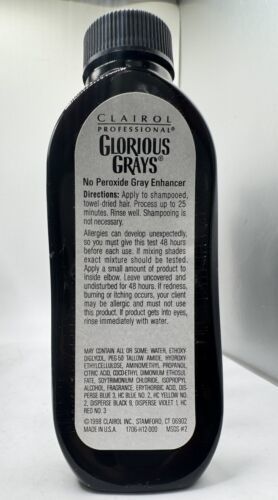 CLAIROL
PROFESSIONAL®
GLORIOUS
GRAYS®
No Peroxide Gray Enhancer
Directions: Apply to shampooed,
towel-dried hair. Process up to 25
minutes. Rinse well. Shampooing is
not necessary.
Allergies can develop unexpectedly,
so you must give this test 48 hours
before each use. If mixing shades
exact mixture should be tested.
Apply a small amount of product to
inside elbow. Leave uncovered and
undisturbed for 48 hours. If redness,
burning or itching occurs, your client
may be allergic and must not use
this product. If product gets into eyes,
rinse immediately with water.
MAY CONTAIN ALL OR SOME: WATER, ETHOXY
DIGLYCOL, PEG-50 TALLOW AMIDE, HYDROXY
ETHYLCELLULOSE, AMINOMETHYL PROPANOL,
CITRIC ACID, COCO-ETHYL DIMONIUM ETHOSUL
FATE, SOYTRIMONIUM CHLORIDE, ISOPROPYL
ALCOHOL, FRAGRANCE, ERYTHORBIC ACID, DIS
PERSE BLUE 3, HC BLUE NO. 2, HC YELLOW NO.
2, DISPERSE BLACK 9, DISPERSE VIOLET 1, HC
RED NO. 3
©1998 CLAIROL INC., STAMFORD, CT 06902
MADE IN U.S.A. 1706-H12-000 MSDS #2